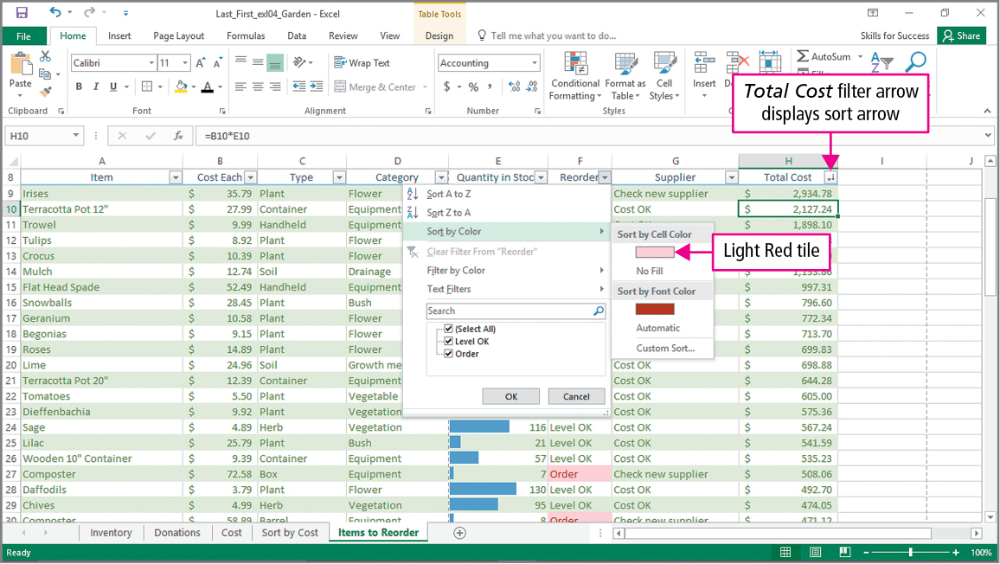 Last_First_exl04_Garden - Excel
Table Tools
File Home Insert Page Layout Formulas Data Review View Design Tell me what you want to do... Skills for Success Share
Paste
Calibri 11
B I U A
Wrap Text
Merge & Center
Accounting
$ % ,
Conditional Formatting
Format as Table
Cell Styles
Insert
AutoSum
Clipboard Font Alignment Number Styles
Total Cost filter arrow
displays sort arrow
H10 fx =B10*E10
A B C D E F G H I J
8 Item Cost Each Type Category Quantity in Stoc Reorder Supplier Total Cost
9 Irises $ 35.79 Plant Flower Check new supplier $ 2,934.78
10 Terracotta Pot 12" $ 27.99 Container Equipment Cost OK $ 2,127.24
11 Trowel $ 9.99 Handheld Equipment $ 1,898.10
12 Tulips $ 8.92 Plant Flower
13 Crocus $ 10.39 Plant Flower
14 Mulch $ 12.74 Soil Drainage $
15 Flat Head Spade $ 52.49 Handheld Equipment $ 997.31
16 Snowballs $ 28.45 Plant Bush $ 796.60
17 Geranium $ 10.58 Plant Flower $ 772.34
18 Begonias $ 9.15 Plant Flower $ 713.70
19 Roses $ 14.89 Plant Flower $ 699.83
20 Lime $ 24.96 Soil Growth me Cost OK $ 698.88
21 Terracotta Pot 20" $ 12.39 Container Equipment Cost OK $ 644.28
22 Tomatoes $ 5.50 Plant Vegetable Cost OK $ 605.00
23 Dieffenbachia $ 9.92 Plant Flower Cost OK $ 575.36
24 Sage $ 4.89 Herb Vegetation 116 Level OK Cost OK $ 567.24
25 Lilac $ 25.79 Plant Bush 21 Level OK Cost OK $ 541.59
26 Wooden 10" Container $ 9.39 Container Equipment 57 Level OK Cost OK $ 535.23
27 Composter $ 72.58 Box Equipment 7 Order Check new supplier $ 508.06
28 Daffodils $ 3.79 Plant Flower 130 Level OK Cost OK $ 492.70
29 Chives $ 4.99 Herb Vegetation 95 Level OK Cost OK $ 474.05
30 Composter $ 58.89 Barrel Equipment 8 Order Check new supplier $ 471.12
Sort A to Z
Sort Z to A
Sort by Color
Clear Filter From "Reorder"
Filter by Color
Text Filters
Search
(Select All)
Level OK
Order
OK Cancel
Sort by Cell Color
No Fill
Sort by Font Color
Automatic
Custom Sort...
Light Red tile
Inventory Donations Cost Sort by Cost Items to Reorder
Ready 100%